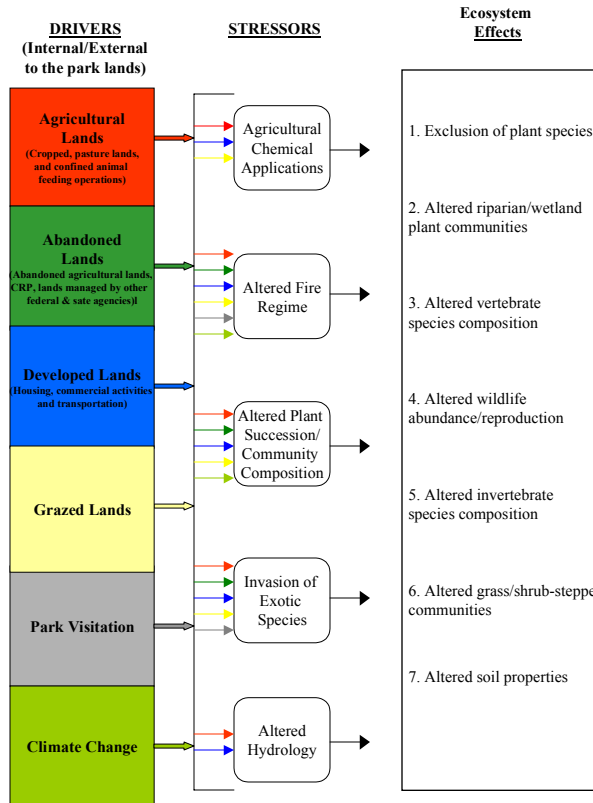 DRIVERS
(Internal/External
to the park lands)
Agricultural
Lands
(Cropped, pasture lands,
and confined animal
feeding operations)
Abandoned
Lands
(Abandoned agricultural lands,
CRP, lands managed by other
federal & sate agencies)l
Developed Lands
(Housing, commercial activities
and transportation)
Grazed Lands
Park Visitation
Climate Change
STRESSORS
Agricultural
Chemical
Applications
Altered Fire
Regime
Altered Plant
Succession/
Community
Composition
Invasion of
Exotic
Species
Altered
Hydrology
Ecosystem
Effects
1. Exclusion of plant species
2. Altered riparian/wetland
plant communities
3. Altered vertebrate
species composition
4. Altered wildlife
abundance/reproduction
5. Altered invertebrate
species composition
6. Altered grass/shrub-steppe
communities
7. Altered soil properties